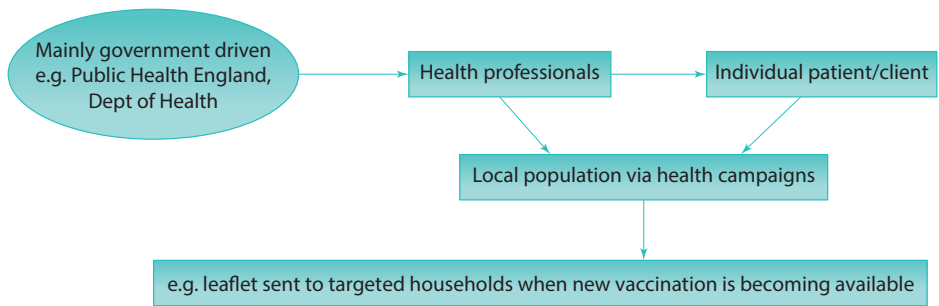 Mainly government driven
e.g. Public Health England,
Dept of Health
Health professionals
Individual patient/client
Local population via health campaigns
e.g. leaflet sent to targeted households when new vaccination is becoming available